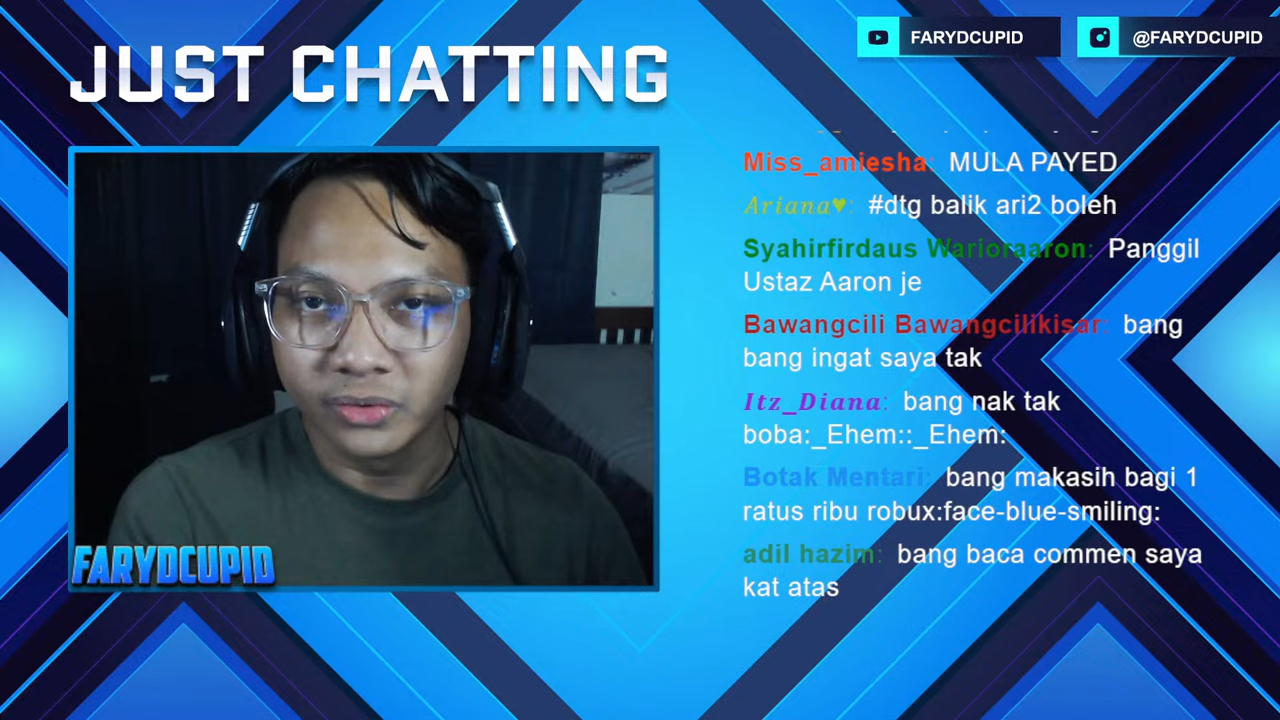 JUST CHATTING
FARYDCUPID
@FARYDCUPID
Miss_amiesha: MULA PAYED
Ariana♥: #dtg balik ari2 boleh
Syahirfirdaus Warioraaron: Panggil
Ustaz Aaron je
Bawangcili Bawangcilikisar: bang
bang ingat saya tak
Itz_Diana: bang nak tak
boba:_Ehem::_Ehem:
Botak Mentari: bang makasih bagi 1
ratus ribu robux:face-blue-smiling:
adil hazim: bang baca commen saya
kat atas
FARYDCUPID